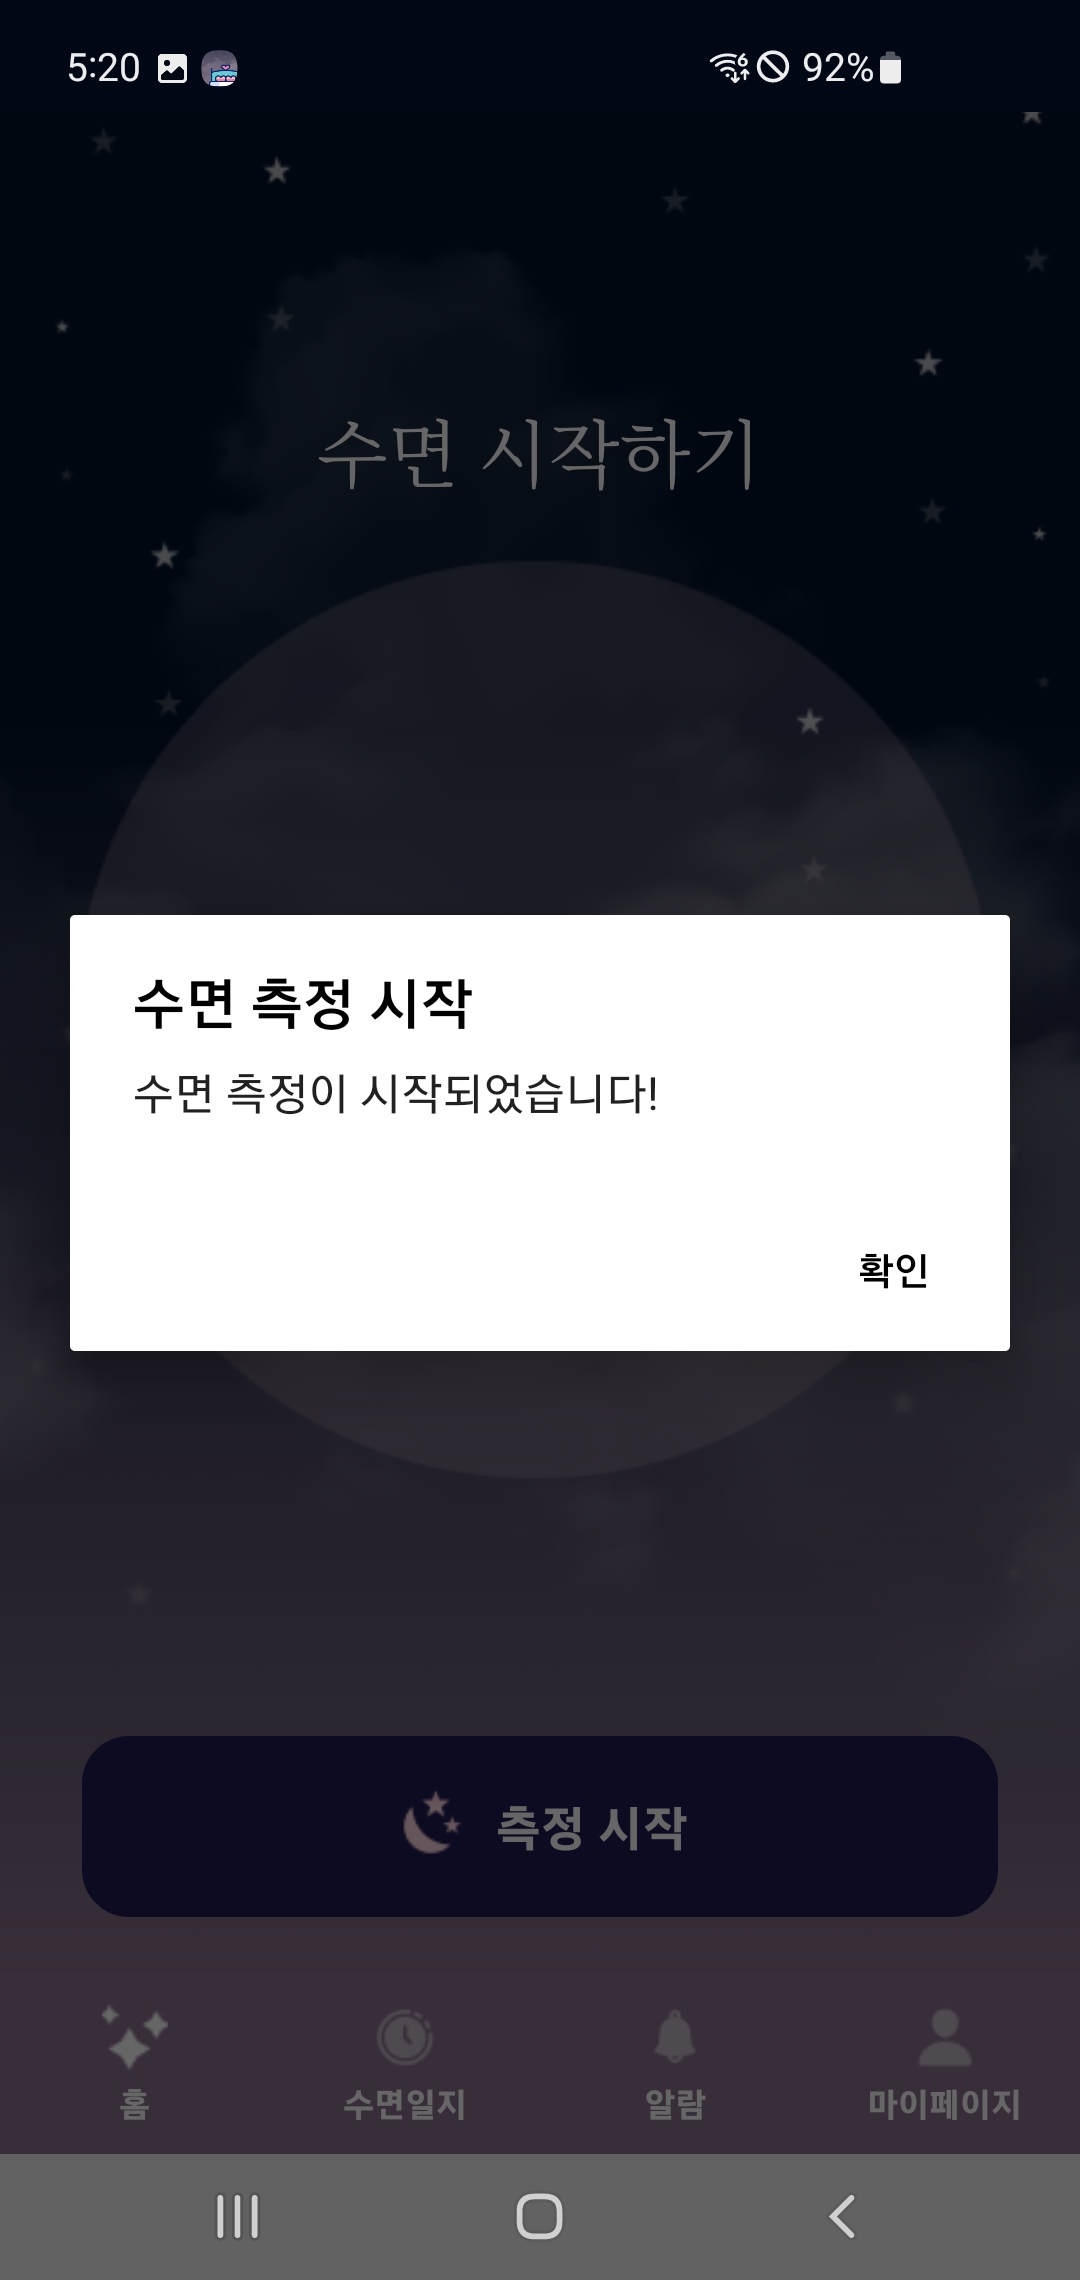 5:20
6
92%
수면 시작하기
수면 측정 시작
수면 측정이 시작되었습니다!
확인
측정 시작
홈
수면일지
알람
마이페이지